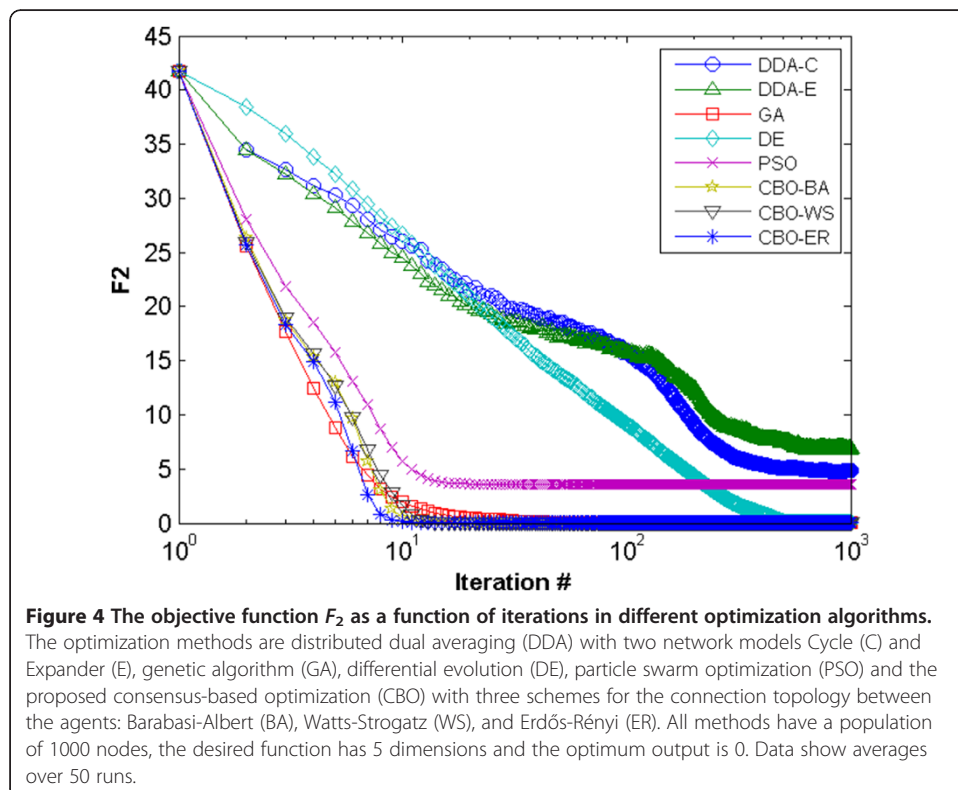 45
40
35
30
25
20
15
10
5
0
F2
DDA-C
DDA-E
GA
DE
PSO
CBO-BA
CBO-WS
CBO-ER
10^0
10^1
10^2
10^3
Iteration #
Figure 4 The objective function F2 as a function of iterations in different optimization algorithms.
The optimization methods are distributed dual averaging (DDA) with two network models Cycle (C) and
Expander (E), genetic algorithm (GA), differential evolution (DE), particle swarm optimization (PSO) and the
proposed consensus-based optimization (CBO) with three schemes for the connection topology between
the agents: Barabasi-Albert (BA), Watts-Strogatz (WS), and Erdős-Rényi (ER). All methods have a population
of 1000 nodes, the desired function has 5 dimensions and the optimum output is 0. Data show averages
over 50 runs.